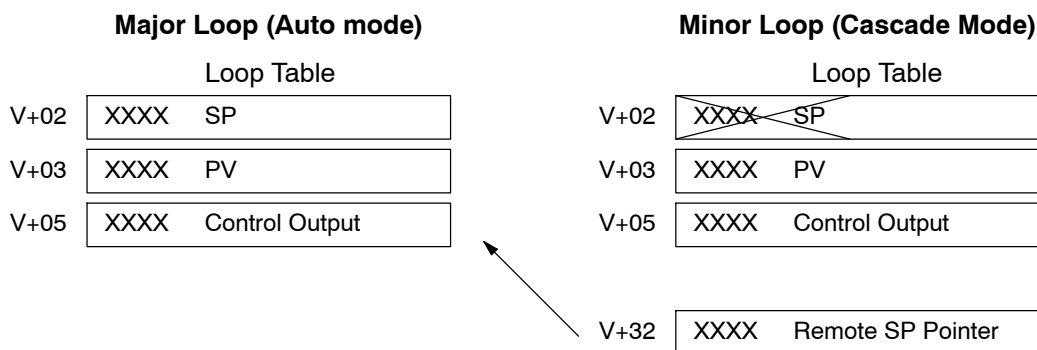 Major Loop (Auto mode)
Loop Table
V+02 XXXX SP
V+03 XXXX PV
V+05 XXXX Control Output
Minor Loop (Cascade Mode)
Loop Table
V+02 XXXX SP
V+03 XXXX PV
V+05 XXXX Control Output
V+32 XXXX Remote SP Pointer